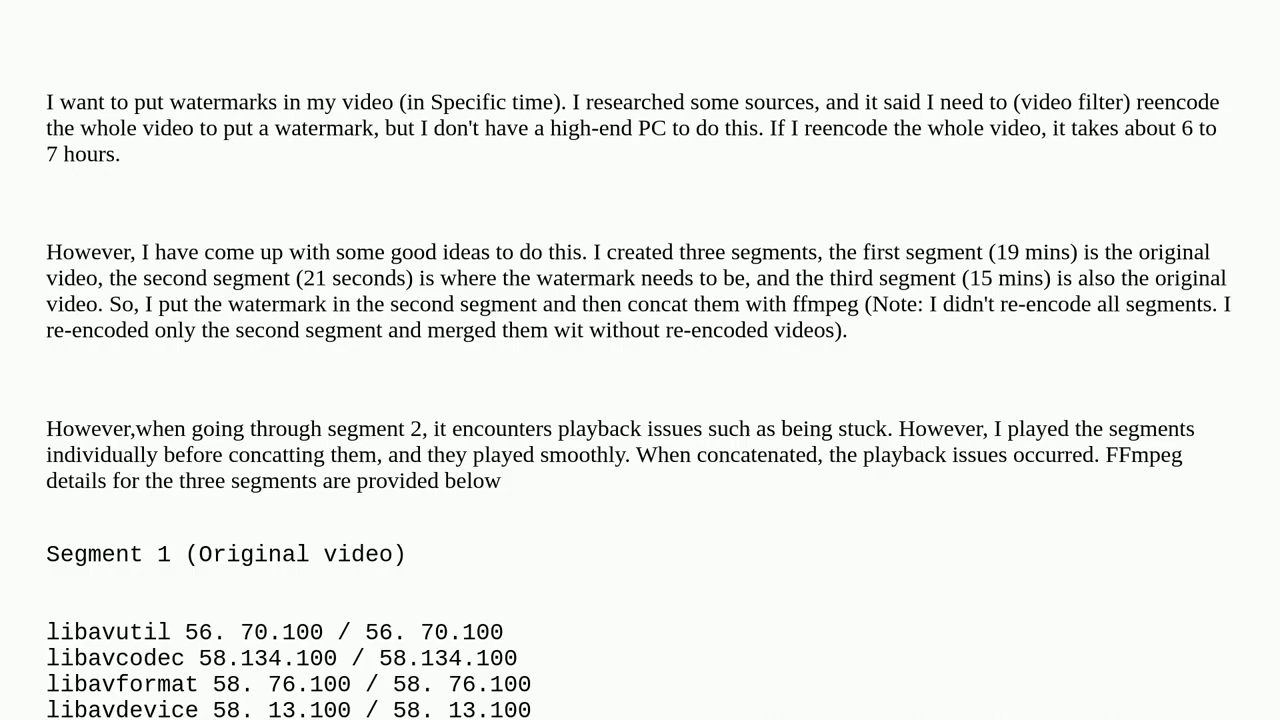 I want to put watermarks in my video (in Specific time). I researched some sources, and it said I need to (video filter) reencode
the whole video to put a watermark, but I don't have a high-end PC to do this. If I reencode the whole video, it takes about 6 to
7 hours.
However, I have come up with some good ideas to do this. I created three segments, the first segment (19 mins) is the original
video, the second segment (21 seconds) is where the watermark needs to be, and the third segment (15 mins) is also the original
video. So, I put the watermark in the second segment and then concat them with ffmpeg (Note: I didn't re-encode all segments. I
re-encoded only the second segment and merged them wit without re-encoded videos).
However,when going through segment 2, it encounters playback issues such as being stuck. However, I played the segments
individually before concatting them, and they played smoothly. When concatenated, the playback issues occurred. FFmpeg
details for the three segments are provided below
Segment 1 (Original video)
libavutil 56. 70.100 / 56. 70.100
libavcodec 58.134.100 / 58.134.100
libavformat 58. 76.100 / 58. 76.100
libavdevice 58. 13.100 / 58. 13.100